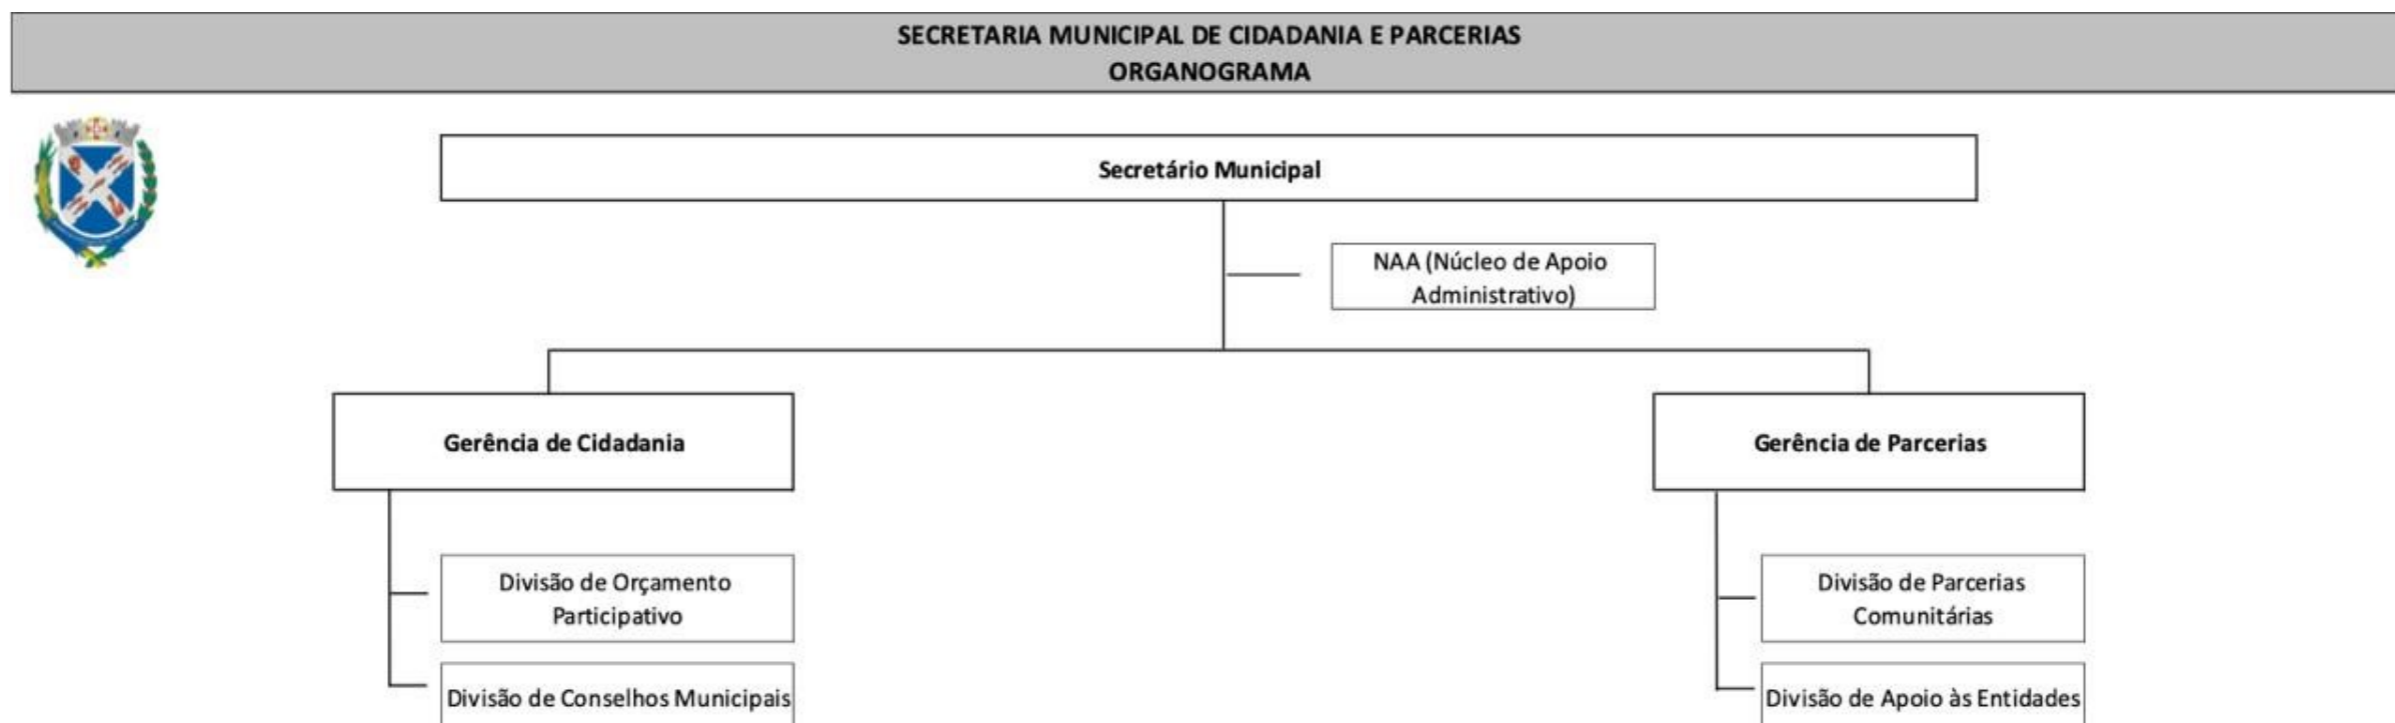 SECRETARIA MUNICIPAL DE CIDADANIA E PARCERIAS
ORGANOGRAMA
Secretário Municipal
NAA (Núcleo de Apoio
Administrativo)
Gerência de Cidadania
Gerência de Parcerias
Divisão de Orçamento
Participativo
Divisão de Parcerias
Comunitárias
Divisão de Conselhos Municipais
Divisão de Apoio às Entidades